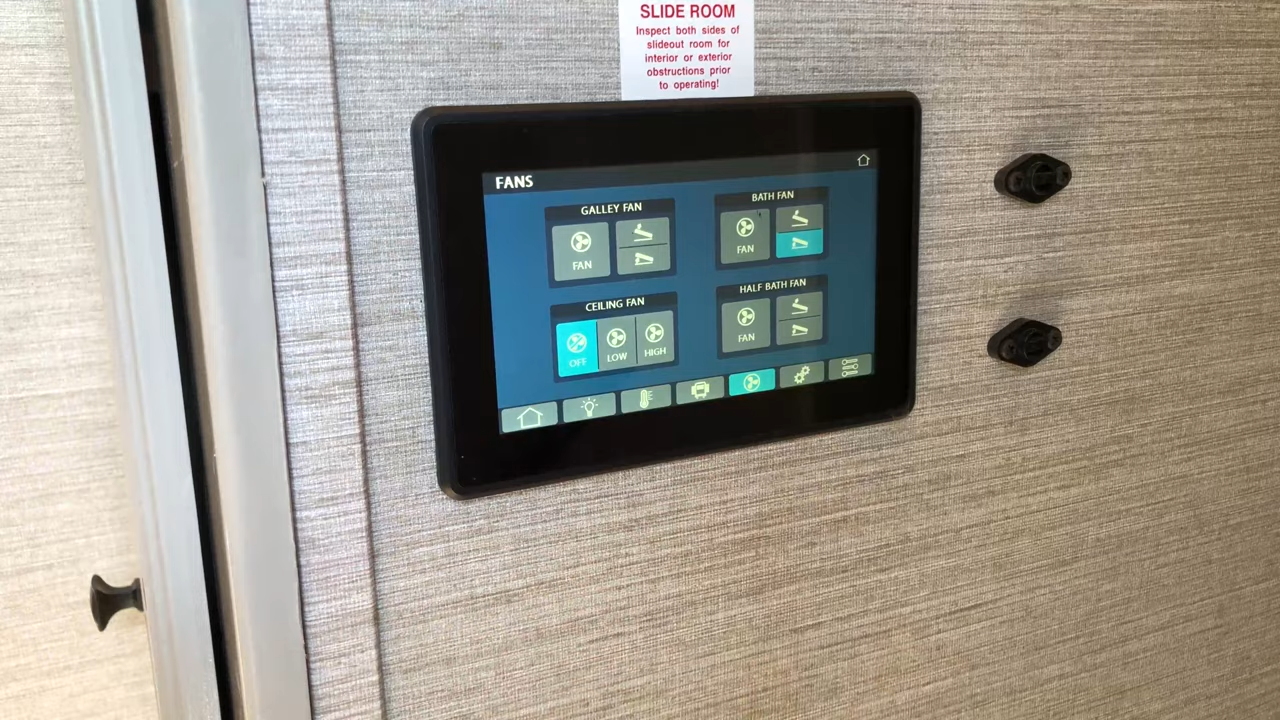 SLIDE ROOM
Inspect both sides of
slideout room for
interior or exterior
obstructions prior
to operating!
FANS
GALLEY FAN
FAN
BATH FAN
FAN
CEILING FAN
OFF
LOW
HIGH
HALF BATH FAN
FAN